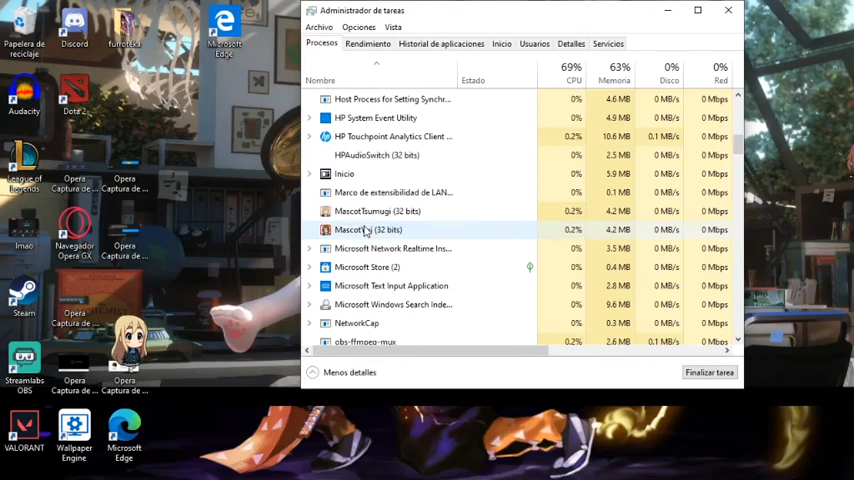 Papelera de reciclaje
Discord
furroteka
Microsoft Edge
Audacity
Dota 2
League of Legends
Opera Captura de ...
Opera Captura de ...
lmao
Navegador Opera GX
Opera Captura de ...
Steam
Opera Captura de ...
Streamlabs OBS
Opera Captura de ...
Opera Captura de ...
VALORANT
Wallpaper Engine
Microsoft Edge
Administrador de tareas
Archivo Opciones Vista
Procesos Rendimiento Historial de aplicaciones Inicio Usuarios Detalles Servicios
69% 63% 0% 0%
Nombre Estado CPU Memoria Disco Red
Host Process for Setting Synchr... 0% 4.6 MB 0 MB/s 0 Mbps
HP System Event Utility 0% 4.9 MB 0 MB/s 0 Mbps
HP Touchpoint Analytics Client ... 0.2% 10.6 MB 0.1 MB/s 0 Mbps
HPAudioSwitch (32 bits) 0% 2.5 MB 0 MB/s 0 Mbps
Inicio 0% 5.9 MB 0 MB/s 0 Mbps
Marco de extensibilidad de LAN... 0% 0.1 MB 0 MB/s 0 Mbps
MascotTsumugi (32 bits) 0.2% 4.2 MB 0 MB/s 0 Mbps
(32 bits) 0.2% 4.2 MB 0 MB/s 0 Mbps
Microsoft Network Realtime Ins... 0% 3.5 MB 0 MB/s 0 Mbps
Microsoft Store (2) 0% 0.4 MB 0 MB/s 0 Mbps
Microsoft Text Input Application 0% 2.8 MB 0 MB/s 0 Mbps
Microsoft Windows Search Inde... 0% 9.6 MB 0 MB/s 0 Mbps
NetworkCap 0% 0.3 MB 0 MB/s 0 Mbps
obs-ffmpeg-mux 0.2% 2.6 MB 0.1 MB/s 0 Mbps
Menos detalles Finalizar tarea